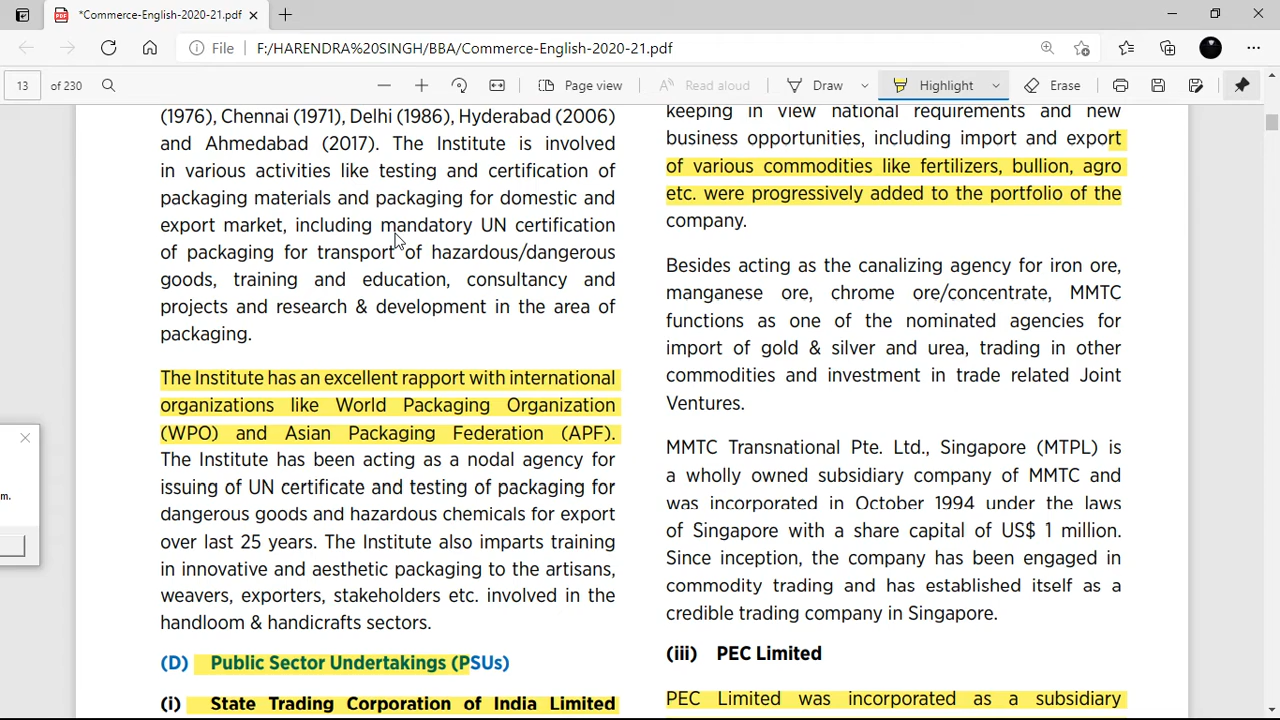 *Commerce-English-2020-21.pdf
File F:/HARENDRA%20SINGH/BBA/Commerce-English-2020-21.pdf
13 of 230 Page view Read aloud Draw Highlight Erase
(1976), Chennai (1971), Delhi (1986), Hyderabad (2006)
and Ahmedabad (2017). The Institute is involved
in various activities like testing and certification of
packaging materials and packaging for domestic and
export market, including mandatory UN certification
of packaging for transport of hazardous/dangerous
goods, training and education, consultancy and
projects and research & development in the area of
packaging.
The Institute has an excellent rapport with international
organizations like World Packaging Organization
(WPO) and Asian Packaging Federation (APF).
The Institute has been acting as a nodal agency for
issuing of UN certificate and testing of packaging for
dangerous goods and hazardous chemicals for export
over last 25 years. The Institute also imparts training
in innovative and aesthetic packaging to the artisans,
weavers, exporters, stakeholders etc. involved in the
handloom & handicrafts sectors.
(D) Public Sector Undertakings (PSUs)
(i) State Trading Corporation of India Limited
keeping in view national requirements and new
business opportunities, including import and export
of various commodities like fertilizers, bullion, agro
etc. were progressively added to the portfolio of the
company.
Besides acting as the canalizing agency for iron ore,
manganese ore, chrome ore/concentrate, MMTC
functions as one of the nominated agencies for
import of gold & silver and urea, trading in other
commodities and investment in trade related Joint
Ventures.
MMTC Transnational Pte. Ltd., Singapore (MTPL) is
a wholly owned subsidiary company of MMTC and
was incorporated in October 1994 under the laws
of Singapore with a share capital of US$ 1 million.
Since inception, the company has been engaged in
commodity trading and has established itself as a
credible trading company in Singapore.
(iii) PEC Limited
PEC Limited was incorporated as a subsidiary
m.